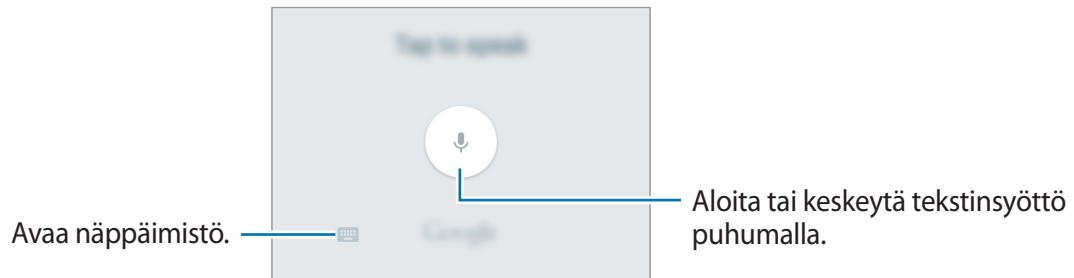 Tap to speak
Aloita tai keskeytä tekstinsyöttö
puhumalla.
Avaa näppäimistö.
Google